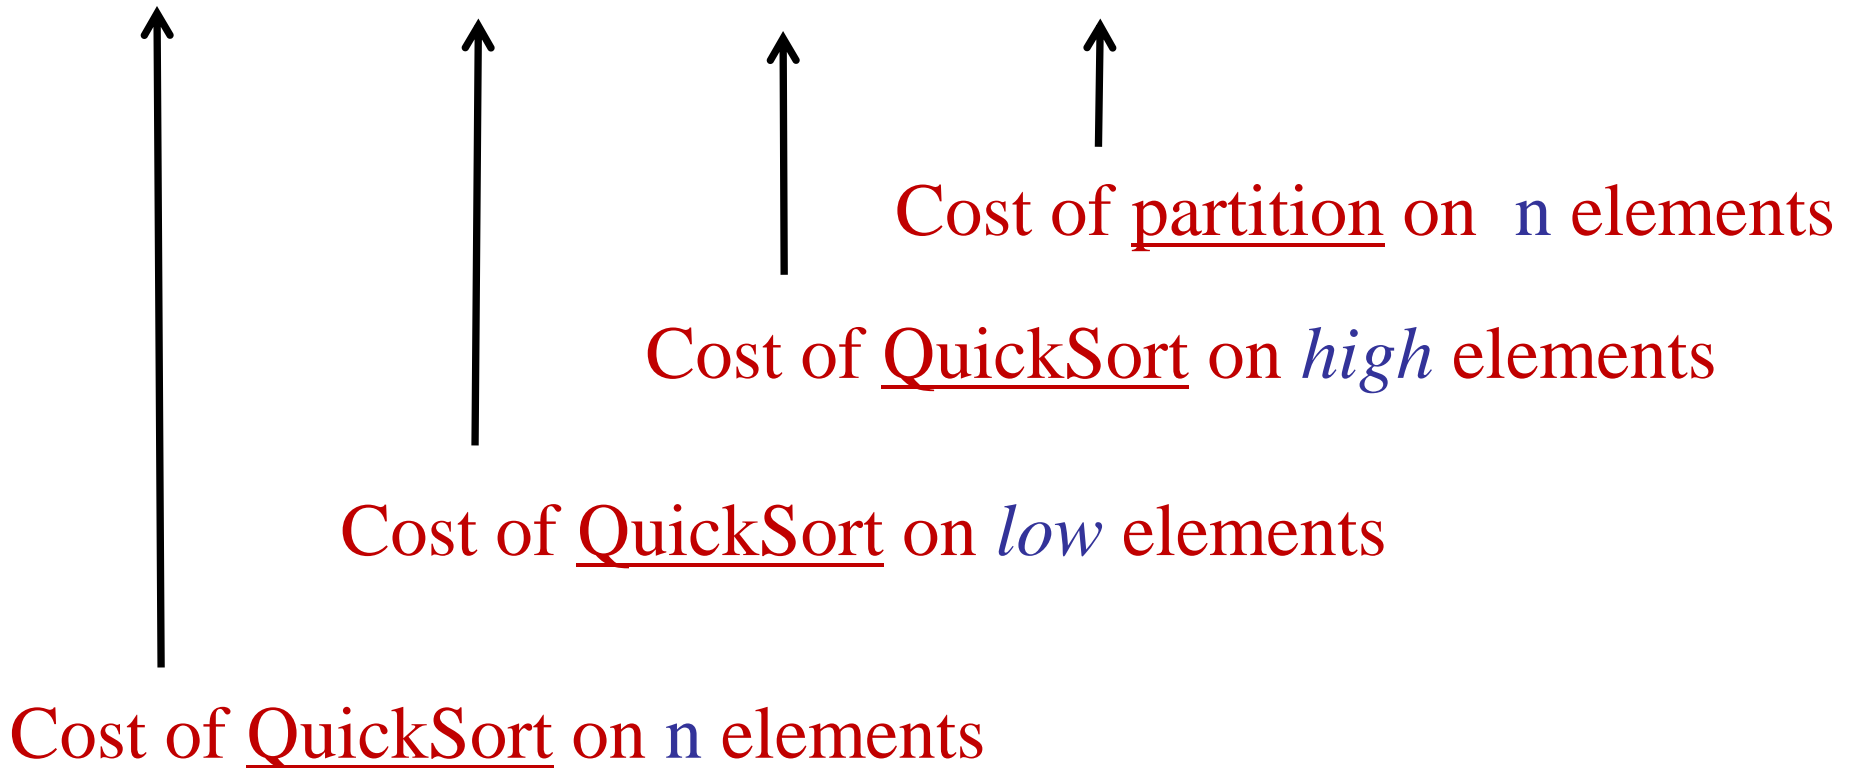 Cost of partition on n elements
Cost of QuickSort on high elements
Cost of QuickSort on low elements
Cost of QuickSort on n elements